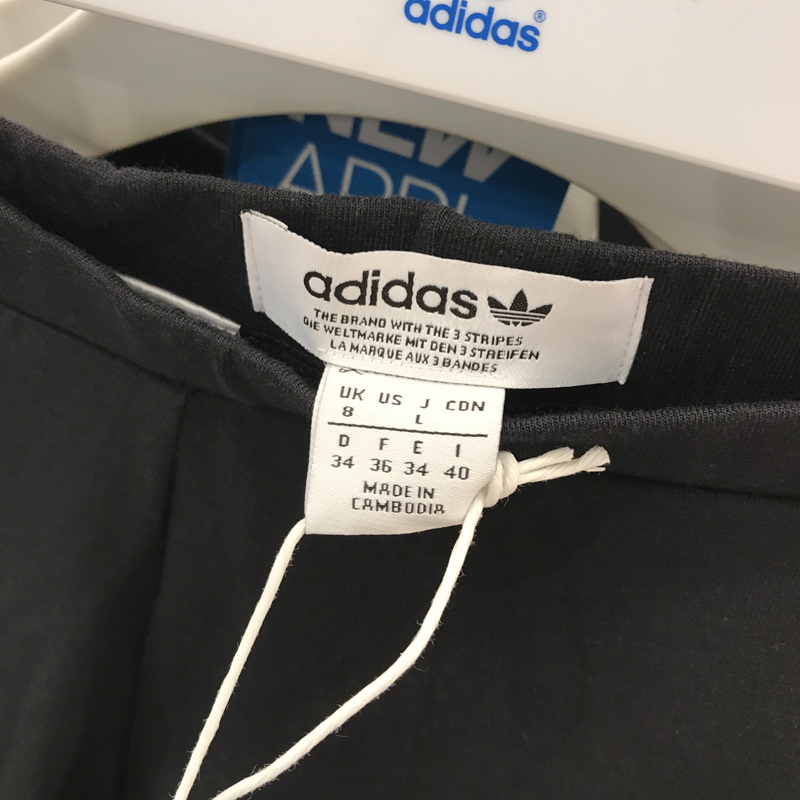 adidas®
NEW
adidas
THE BRAND WITH THE 3 STRIPES
DIE WELTMARKE MIT DEN 3 STREIFEN
LA MARQUE AUX 3 BANDES
UK US J CDN
8 L
D F E I
34 36 34 40
MADE IN
CAMBODIA